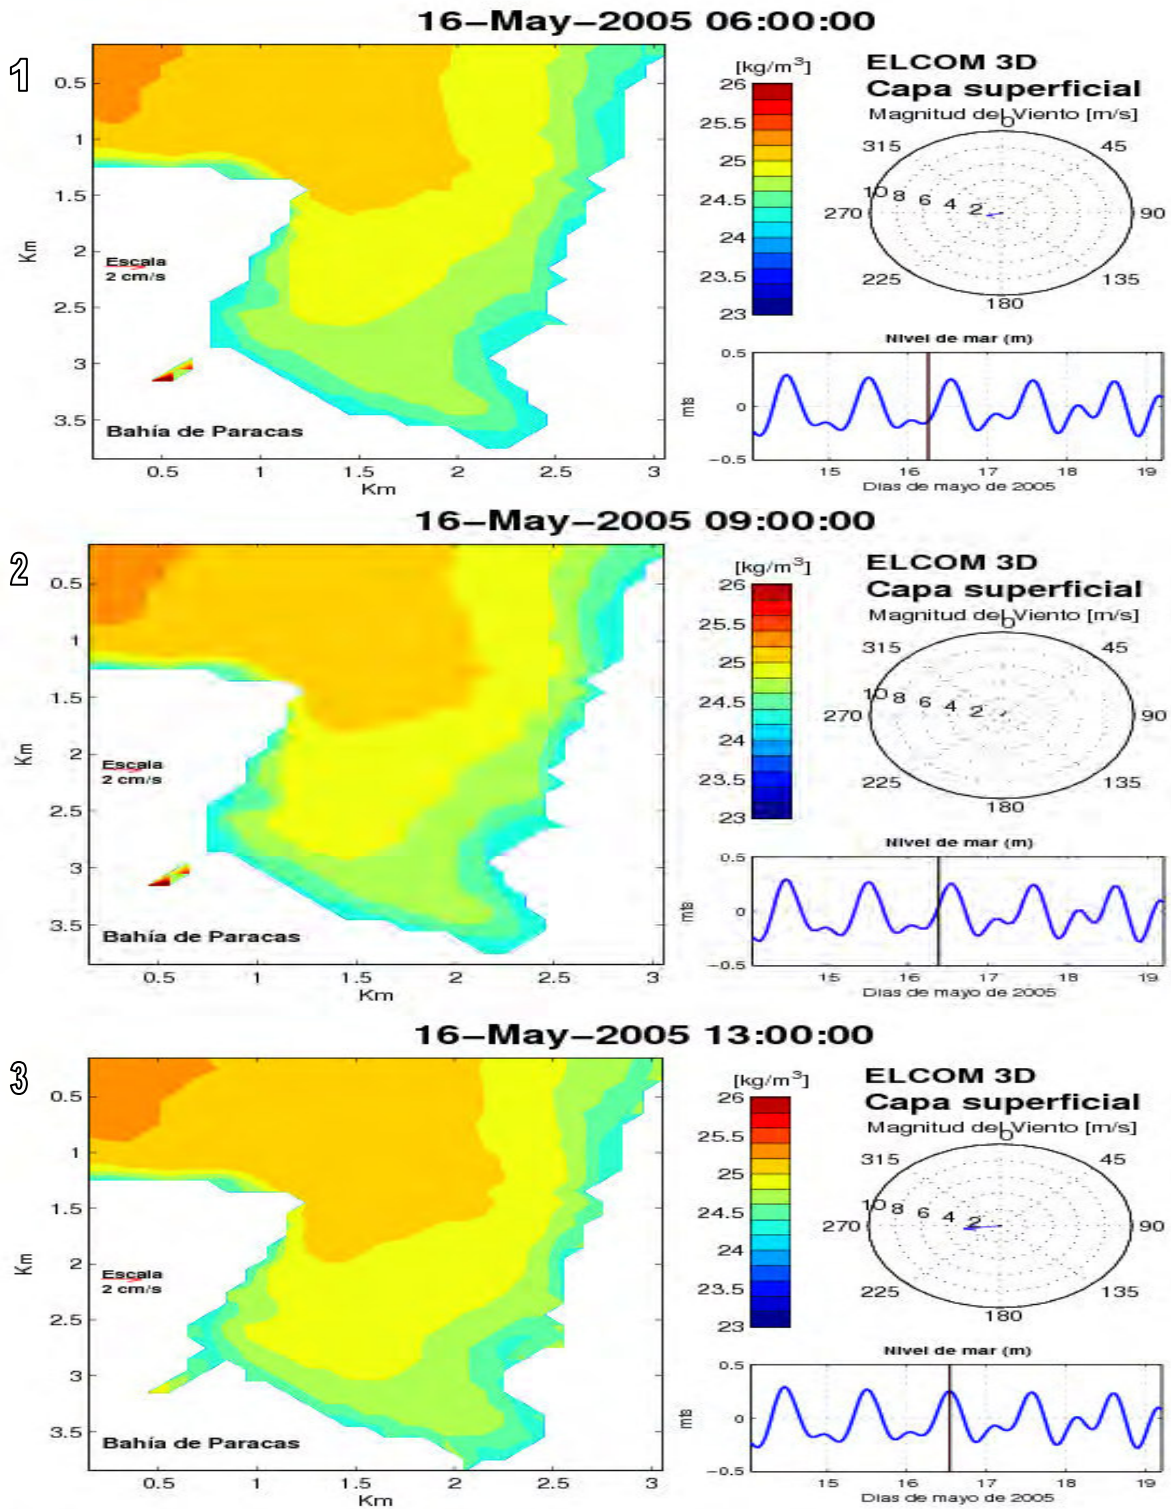 16-May-2005 06:00:00
1
[kg/m3]
ELCOM 3D
Capa superficial
Magnitud del Viento [m/s]
0
315 45
10 8 6 4 2
270 90
225 135
180
26
25.5
25
24.5
24
23.5
23
0.5
1
1.5
2
2.5
3
3.5
Km
Escala
2 cm/s
Bahía de Paracas
0.5 1 1.5 2 2.5 3
Km
Nivel de mar (m)
0.5
0
-0.5
mts
15 16 17 18 19
Dias de mayo de 2005
16-May-2005 09:00:00
2
[kg/m3]
ELCOM 3D
Capa superficial
Magnitud del Viento [m/s]
0
315 45
10 8 6 4 2
270 90
225 135
180
26
25.5
25
24.5
24
23.5
23
0.5
1
1.5
2
2.5
3
3.5
Km
Escala
2 cm/s
Bahía de Paracas
0.5 1 1.5 2 2.5 3
Km
Nivel de mar (m)
0.5
0
-0.5
mts
15 16 17 18 19
Dias de mayo de 2005
16-May-2005 13:00:00
3
[kg/m3]
ELCOM 3D
Capa superficial
Magnitud del Viento [m/s]
0
315 45
10 8 6 4 2
270 90
225 135
180
26
25.5
25
24.5
24
23.5
23
0.5
1
1.5
2
2.5
3
3.5
Km
Escala
2 cm/s
Bahía de Paracas
0.5 1 1.5 2 2.5 3
Km
Nivel de mar (m)
0.5
0
-0.5
mts
15 16 17 18 19
Dias de mayo de 2005